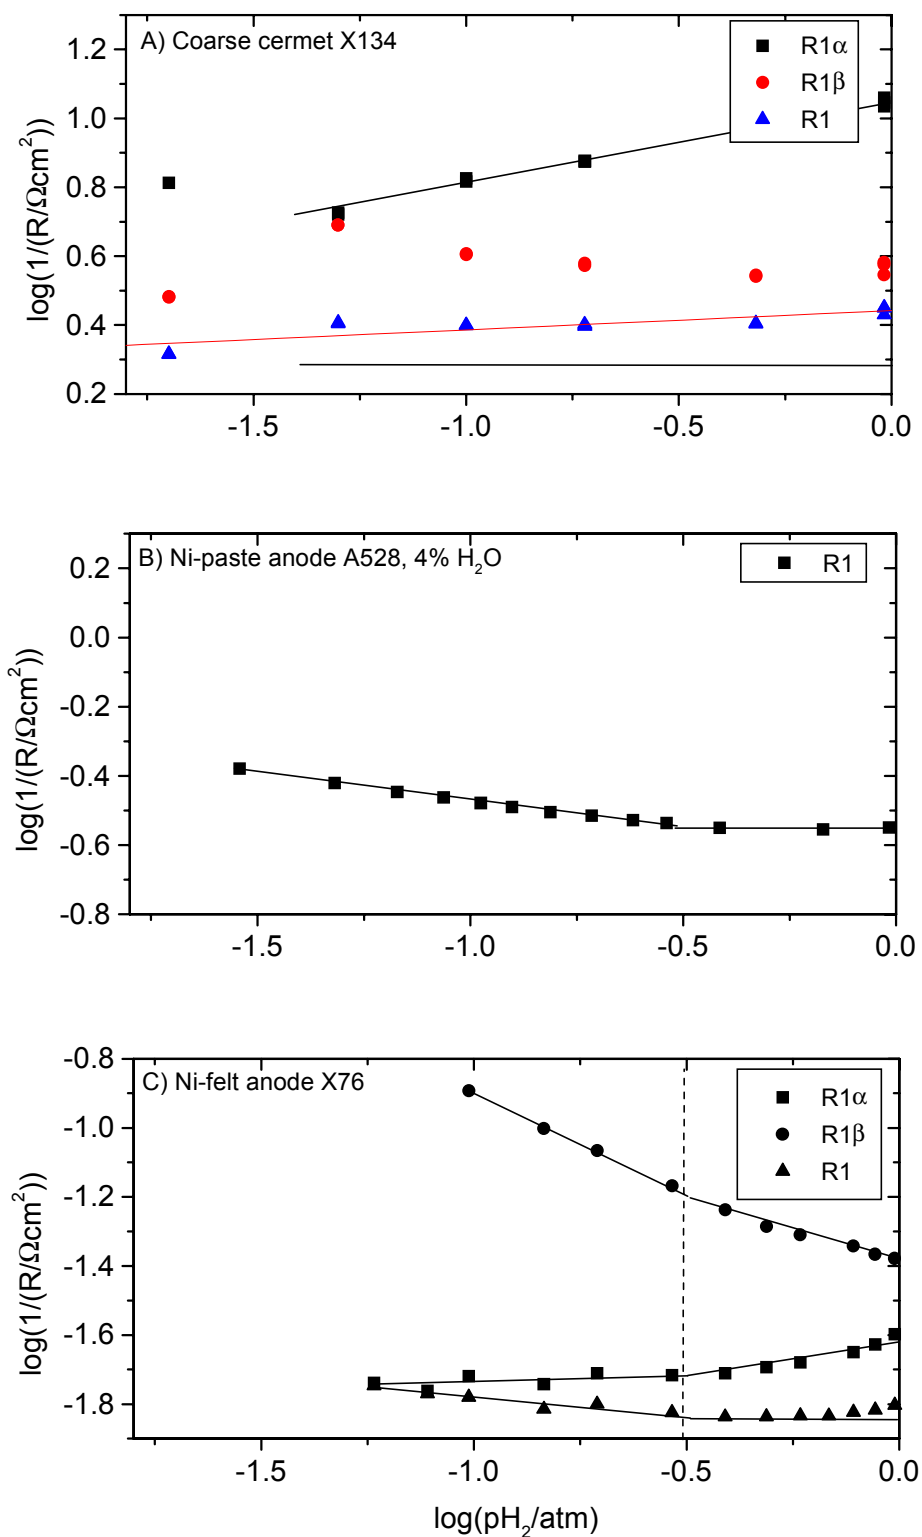 A) Coarse cermet X134
R1α
R1β
R1
1.2
1.0
0.8
0.6
0.4
0.2
log(1/(R/Ωcm²))
-1.5
-1.0
-0.5
0.0
B) Ni-paste anode A528, 4% H₂O
R1
0.2
0.0
-0.2
-0.4
-0.6
-0.8
log(1/(R/Ωcm²))
-1.5
-1.0
-0.5
0.0
C) Ni-felt anode X76
R1α
R1β
R1
-0.8
-1.0
-1.2
-1.4
-1.6
-1.8
log(1/(R/Ωcm²))
-1.5
-1.0
-0.5
0.0
log(pH₂/atm)